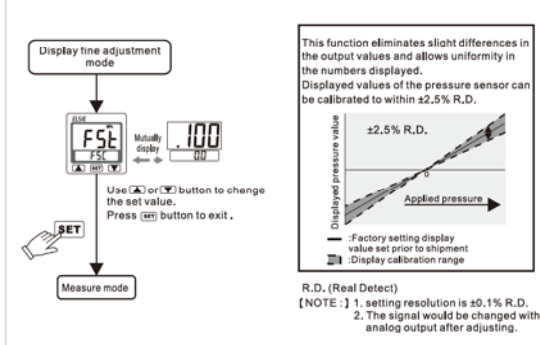 Display fine adjustment
mode
ELSIE
FSt
FSC
SET
Mutually
display
.100
0.0
Use ▲ or ▼ button to change
the set value.
Press SET button to exit .
SET
Measure mode
This function eliminates slight differences in
the output values and allows uniformity in
the numbers displayed.
Displayed values of the pressure sensor can
be calibrated to within ±2.5% R.D.
Displayed pressure value
±2.5% R.D.
0
Applied pressure
:Factory setting display
value set prior to shipment
:Display calibration range
R.D. (Real Detect)
【NOTE :】 1. setting resolution is ±0.1% R.D.
2. The signal would be changed with
analog output after adjusting.